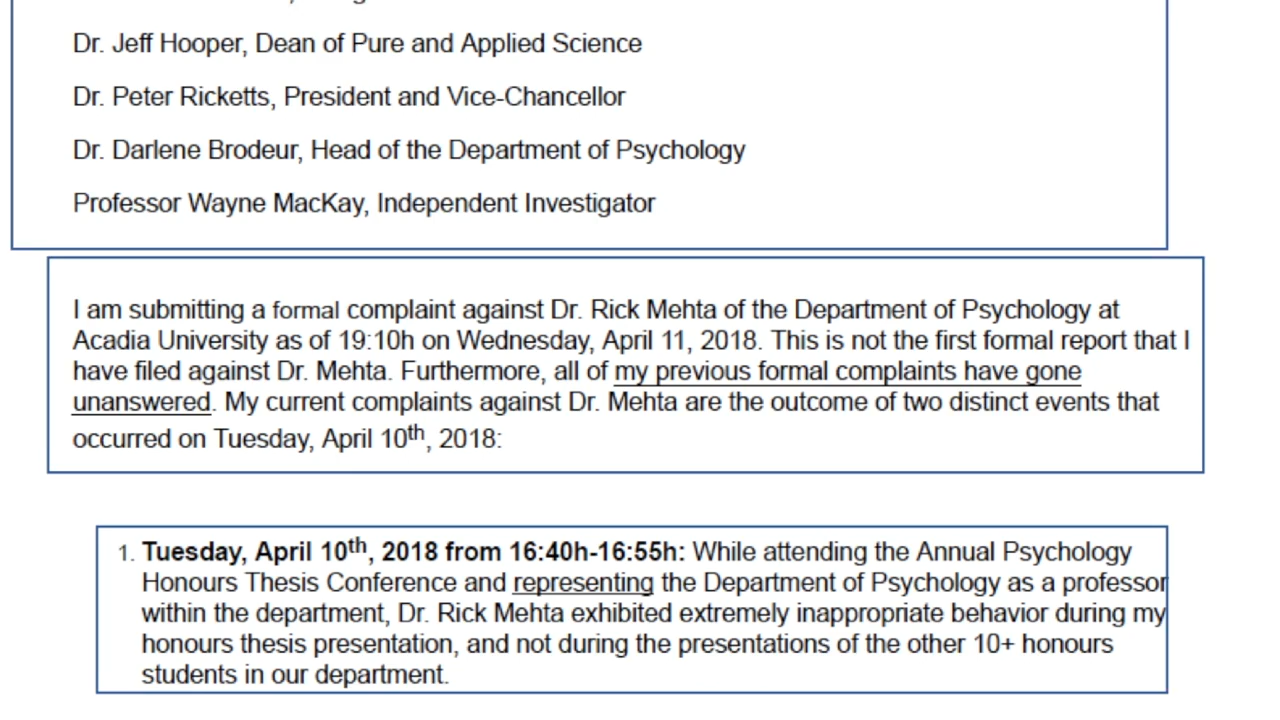 Dr. Jeff Hooper, Dean of Pure and Applied Science
Dr. Peter Ricketts, President and Vice-Chancellor
Dr. Darlene Brodeur, Head of the Department of Psychology
Professor Wayne MacKay, Independent Investigator
I am submitting a formal complaint against Dr. Rick Mehta of the Department of Psychology at
Acadia University as of 19:10h on Wednesday, April 11, 2018. This is not the first formal report that I
have filed against Dr. Mehta. Furthermore, all of my previous formal complaints have gone
unanswered. My current complaints against Dr. Mehta are the outcome of two distinct events that
occurred on Tuesday, April 10th, 2018:
1. Tuesday, April 10th, 2018 from 16:40h-16:55h: While attending the Annual Psychology
Honours Thesis Conference and representing the Department of Psychology as a professor
within the department, Dr. Rick Mehta exhibited extremely inappropriate behavior during my
honours thesis presentation, and not during the presentations of the other 10+ honours
students in our department.